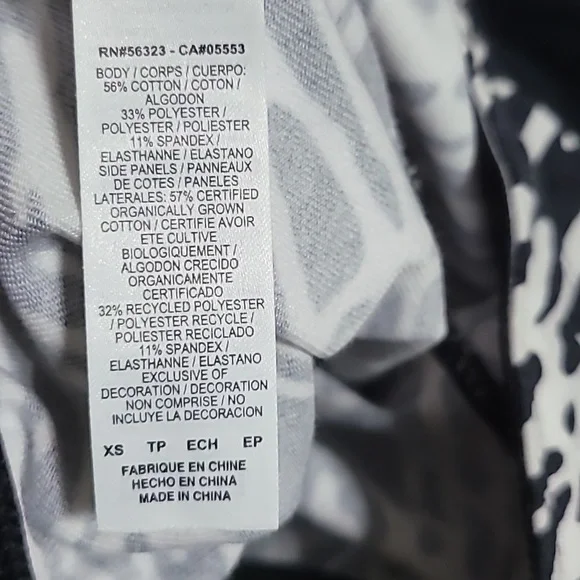 RN#56323 - CA#05553
BODY / CORPS / CUERPO:
56% COTTON / COTON /
ALGODON
33% POLYESTER /
POLYESTER / POLIESTER
11% SPANDEX /
ELASTHANNE / ELASTANO
SIDE PANELS / PANNEAUX
DE COTES / PANELES
LATERALES: 57% CERTIFIED
ORGANICALLY GROWN
COTTON / CERTIFIE AVOIR
ETE CULTIVE
BIOLOGIQUEMENT /
ALGODON CRECIDO
ORGANICAMENTE
CERTIFICADO
32% RECYCLED POLYESTER
/ POLYESTER RECYCLE /
POLIESTER RECICLADO
11% SPANDEX /
ELASTHANNE / ELASTANO
EXCLUSIVE OF
DECORATION / DECORATION
NON COMPRISE / NO
INCLUYE LA DECORACION
XS TP ECH EP
FABRIQUE EN CHINE
HECHO EN CHINA
MADE IN CHINA